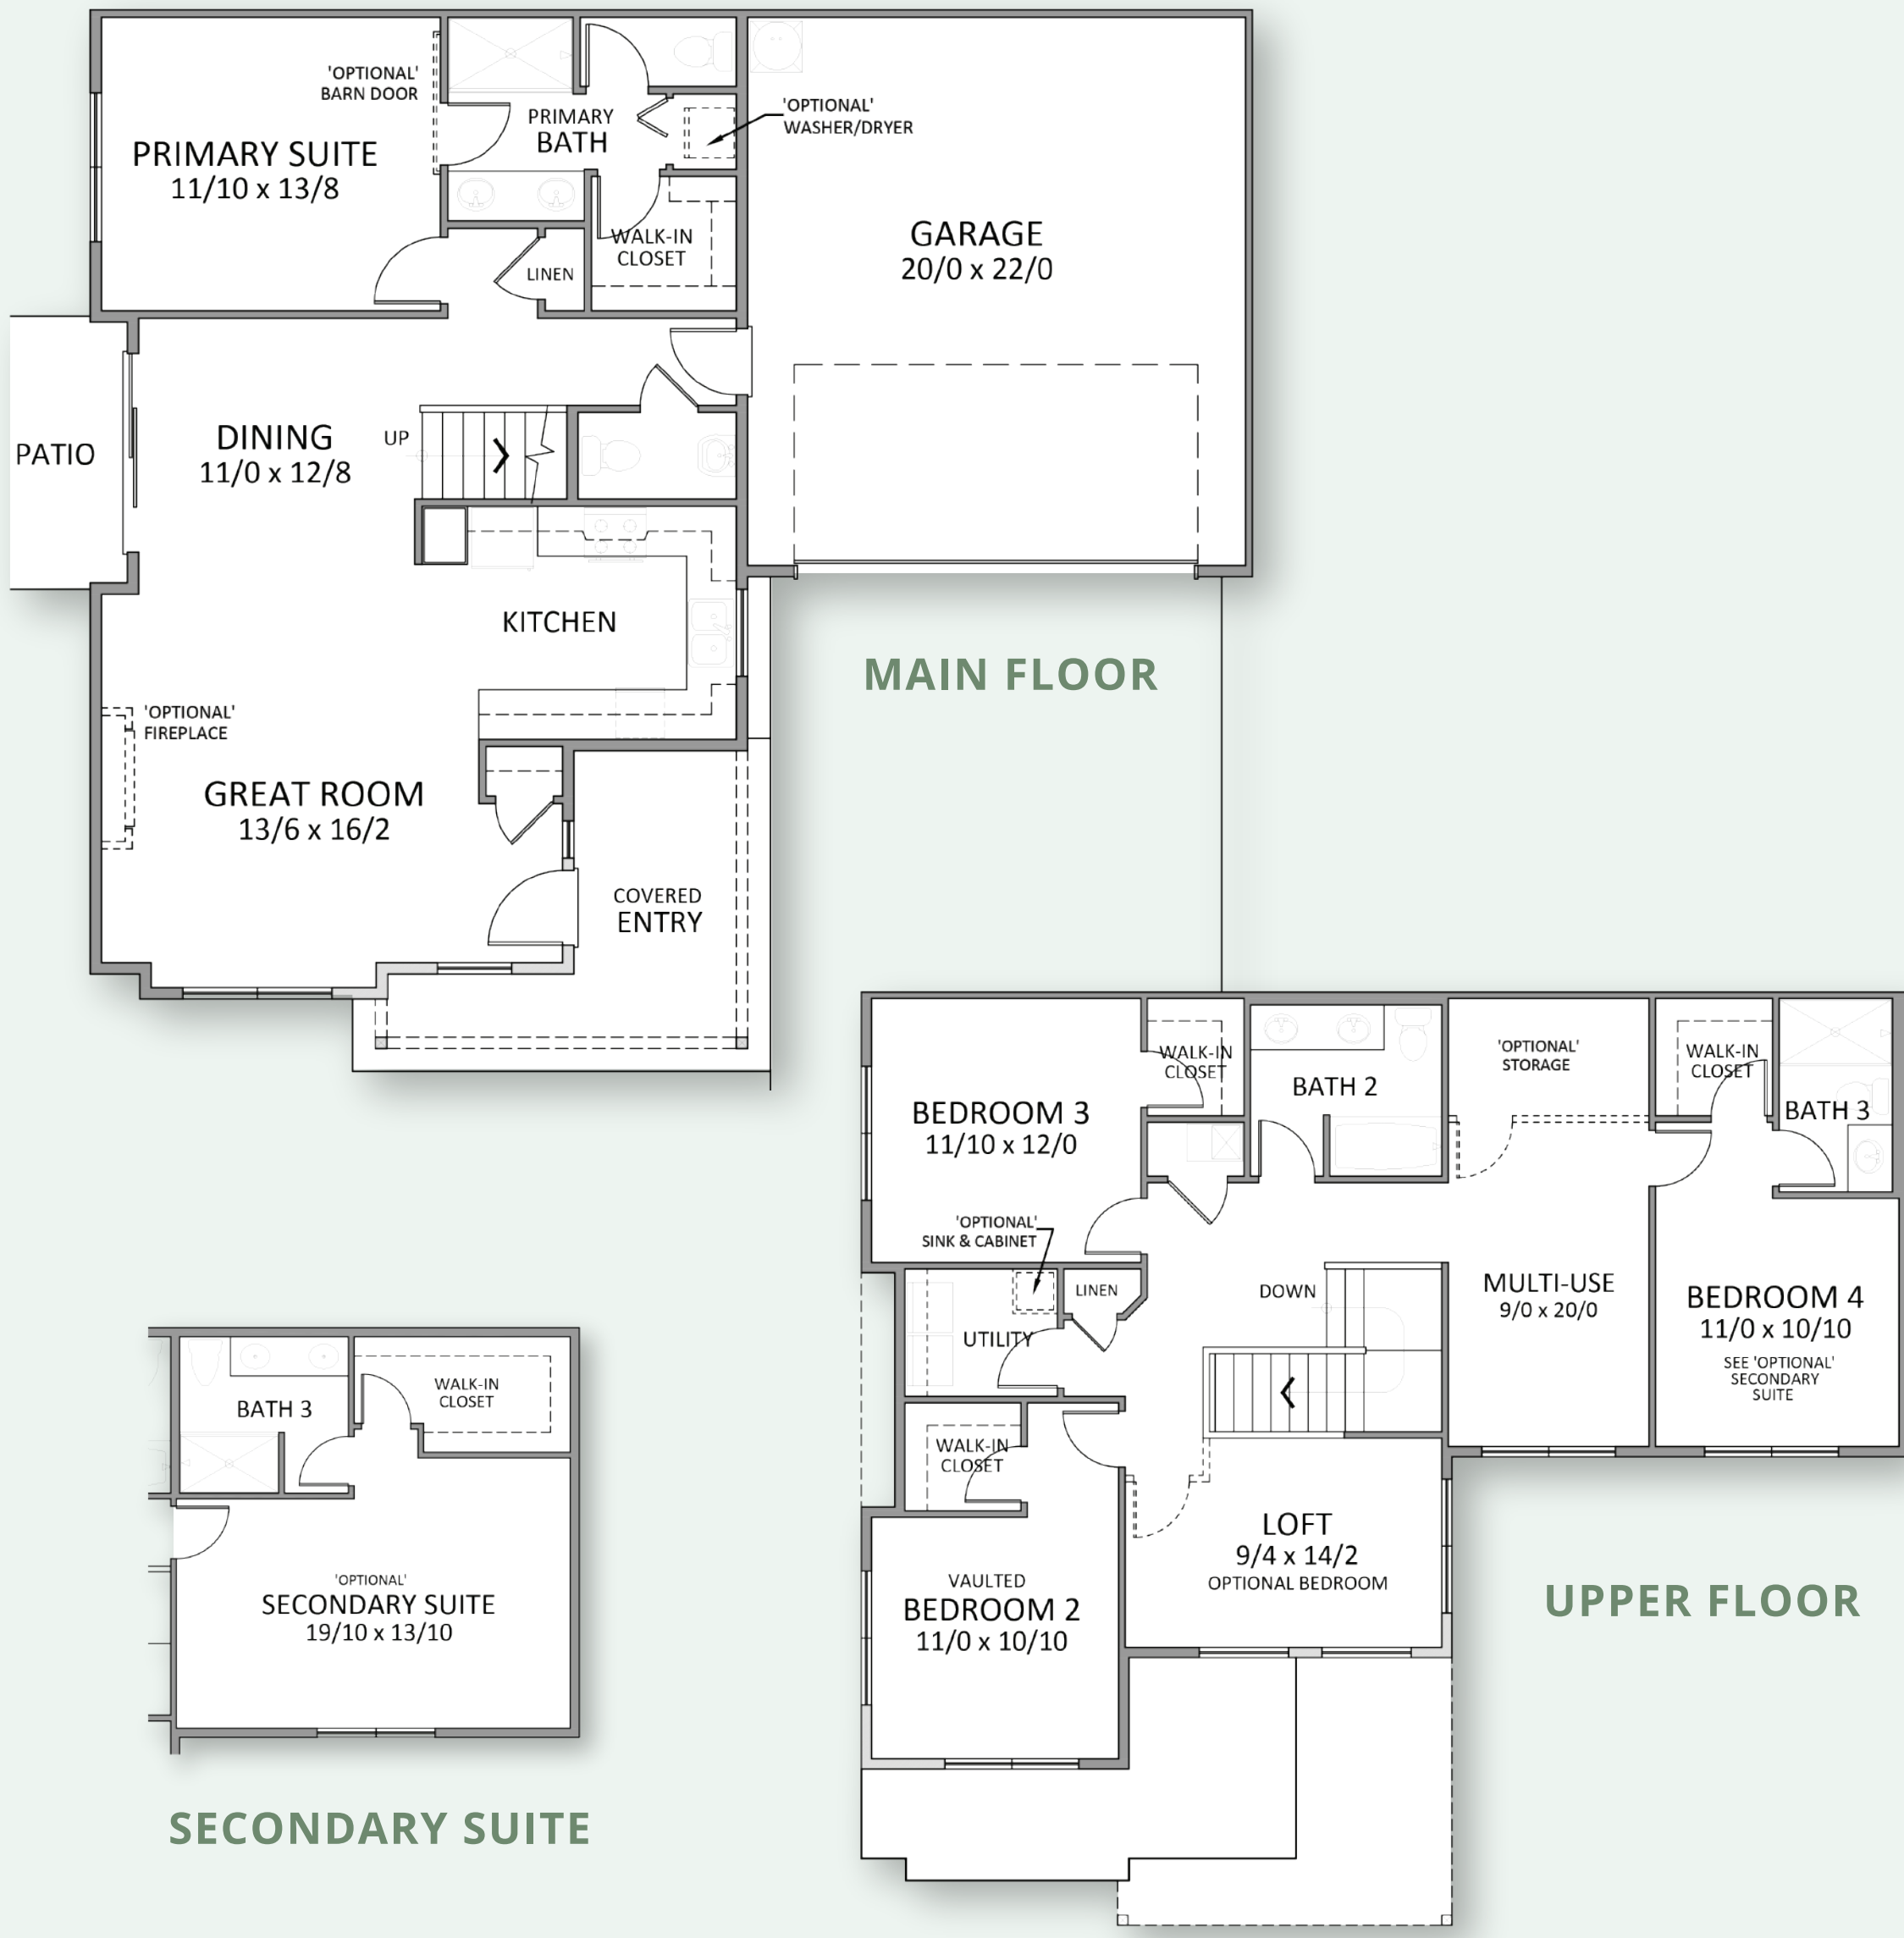 'OPTIONAL'
BARN DOOR
PRIMARY SUITE
11/10 x 13/8
PRIMARY
BATH
'OPTIONAL'
WASHER/DRYER
WALK-IN
CLOSET
LINEN
GARAGE
20/0 x 22/0
PATIO
DINING
11/0 x 12/8
UP
KITCHEN
'OPTIONAL'
FIREPLACE
GREAT ROOM
13/6 x 16/2
COVERED
ENTRY
MAIN FLOOR
BEDROOM 3
11/10 x 12/0
WALK-IN
CLOSET
BATH 2
'OPTIONAL'
STORAGE
WALK-IN
CLOSET
BATH 3
'OPTIONAL'
SINK & CABINET
LINEN
UTILITY
DOWN
MULTI-USE
9/0 x 20/0
BEDROOM 4
11/0 x 10/10
SEE 'OPTIONAL'
SECONDARY
SUITE
WALK-IN
CLOSET
LOFT
9/4 x 14/2
OPTIONAL BEDROOM
VAULTED
BEDROOM 2
11/0 x 10/10
UPPER FLOOR
BATH 3
WALK-IN
CLOSET
'OPTIONAL'
SECONDARY SUITE
19/10 x 13/10
SECONDARY SUITE